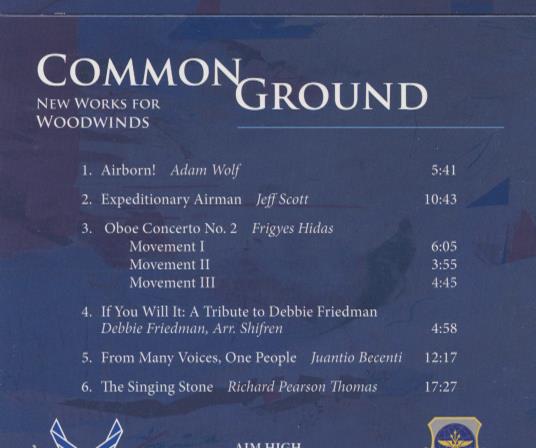 COMMON
GROUND
NEW WORKS FOR
WOODWINDS
1. Airborn! Adam Wolf 5:41
2. Expeditionary Airman Jeff Scott 10:43
3. Oboe Concerto No. 2 Frigyes Hidas
Movement I 6:05
Movement II 3:55
Movement III 4:45
4. If You Will It: A Tribute to Debbie Friedman
Debbie Friedman, Arr. Shifren 4:58
5. From Many Voices, One People Juantio Becenti 12:17
6. The Singing Stone Richard Pearson Thomas 17:27
AIM HIGH